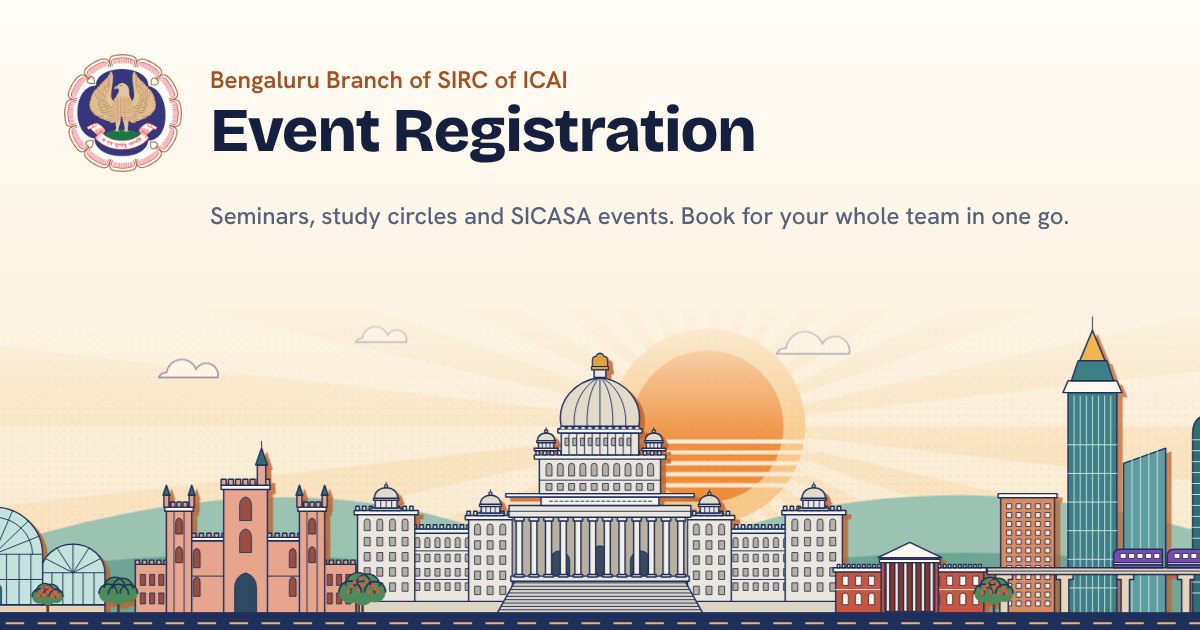 Bengaluru Branch of SIRC of ICAI
Event Registration
Seminars, study circles and SICASA events. Book for your whole team in one go.